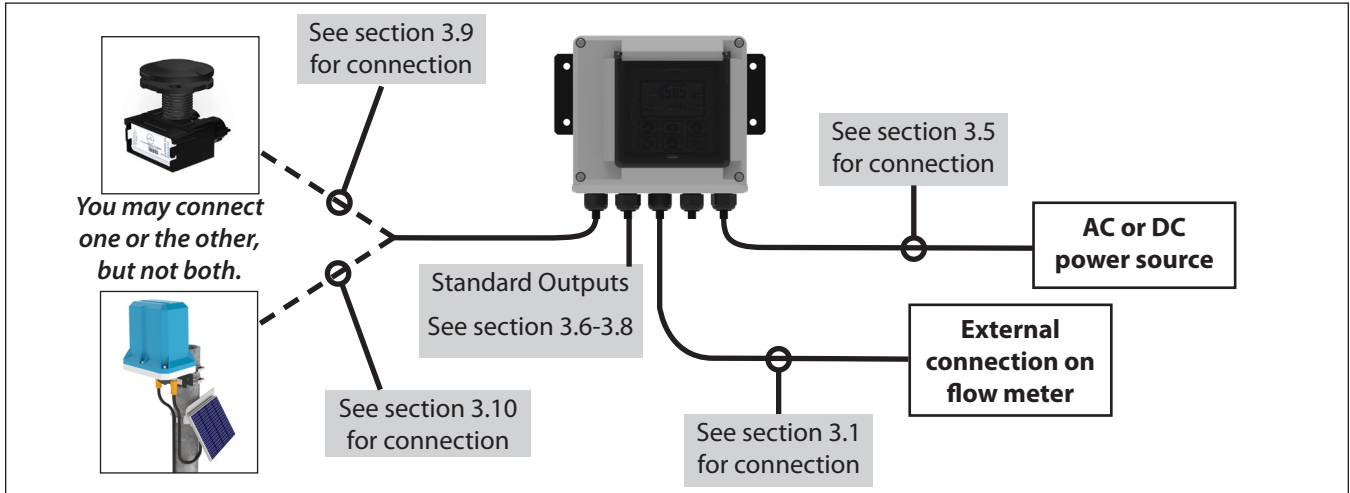 See section 3.9
for connection
You may connect
one or the other,
but not both.
See section 3.10
for connection
Standard Outputs
See section 3.6-3.8
See section 3.1
for connection
See section 3.5
for connection
AC or DC
power source
External
connection on
flow meter